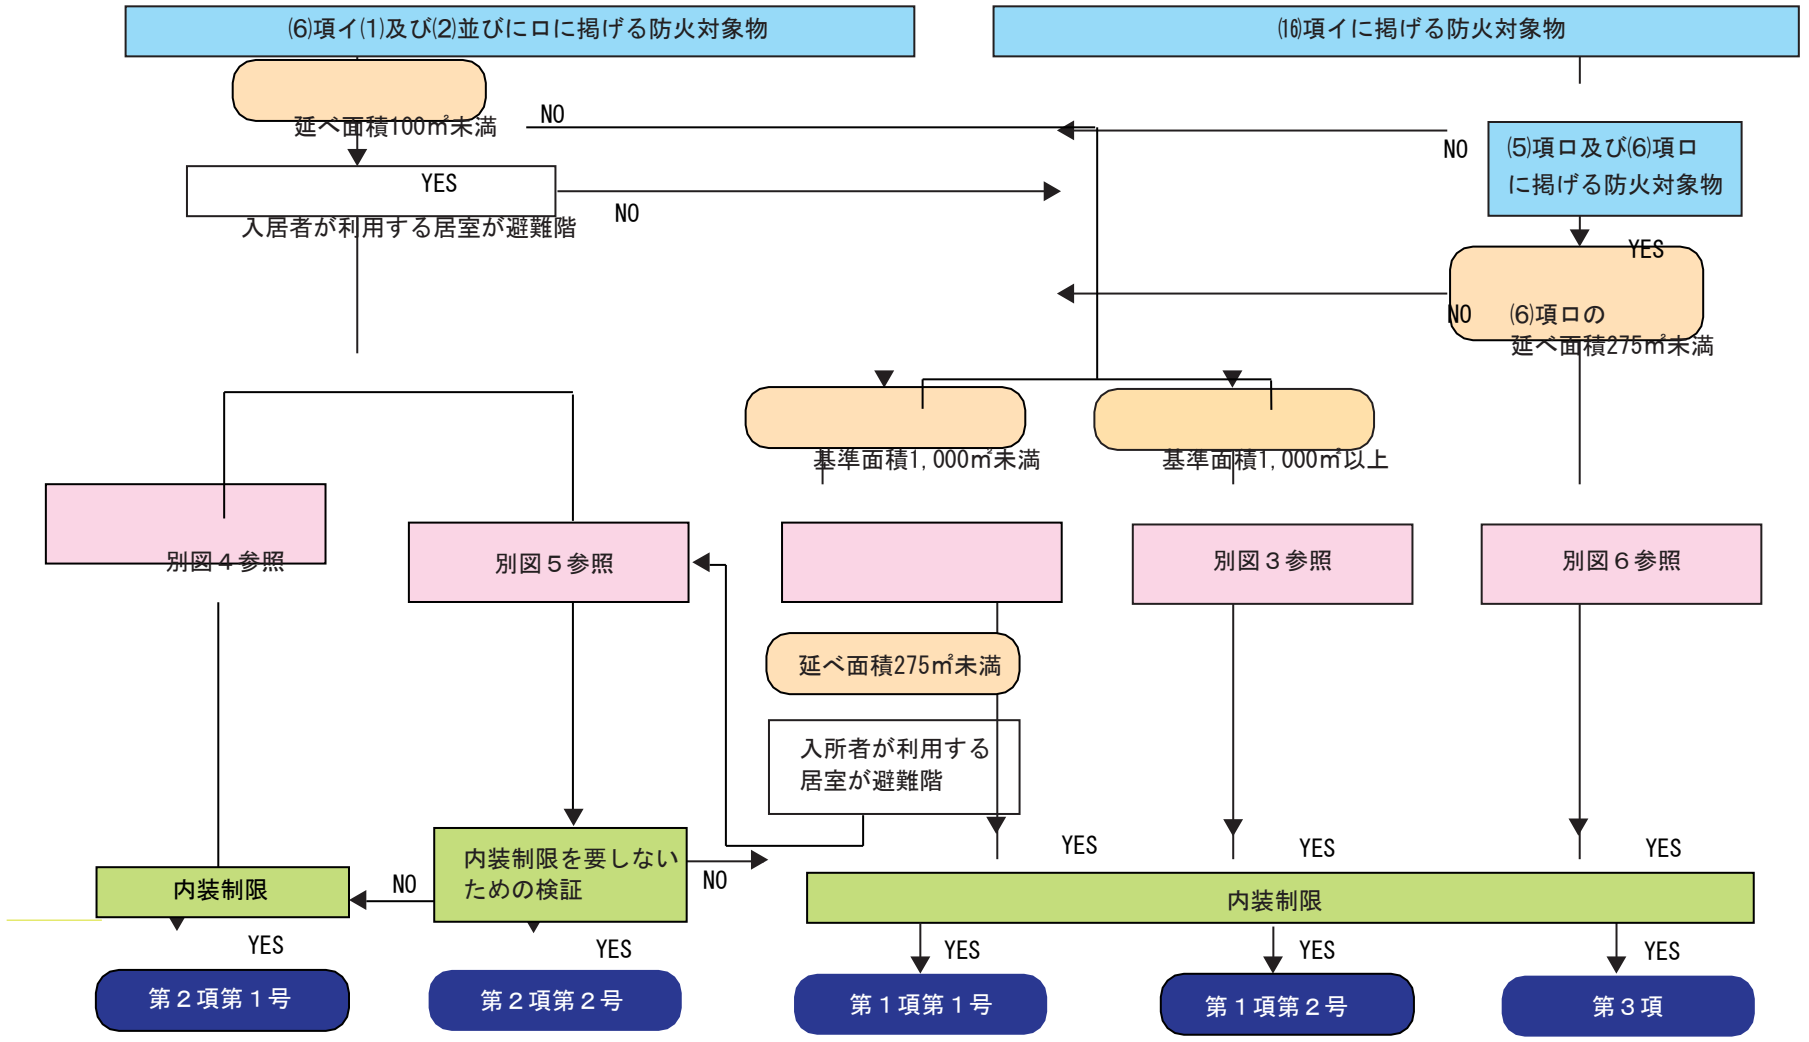 ⑹項イ⑴及び⑵並びにロに掲げる防火対象物
⒃項イに掲げる防火対象物
延べ面積100㎡未満
NO
NO
⑸項ロ及び⑹項ロ
に掲げる防火対象物
YES
NO
入居者が利用する居室が避難階
YES
NO
⑹項ロの
延べ面積275㎡未満
基準面積1,000㎡未満
基準面積1,000㎡以上
別図４参照
別図５参照
別図３参照
別図６参照
延べ面積275㎡未満
入所者が利用する
居室が避難階
YES
YES
YES
内装制限を要しない
ための検証
NO
NO
内装制限
内装制限
YES
YES
YES
YES
YES
第２項第１号
第２項第２号
第１項第１号
第１項第２号
第３項